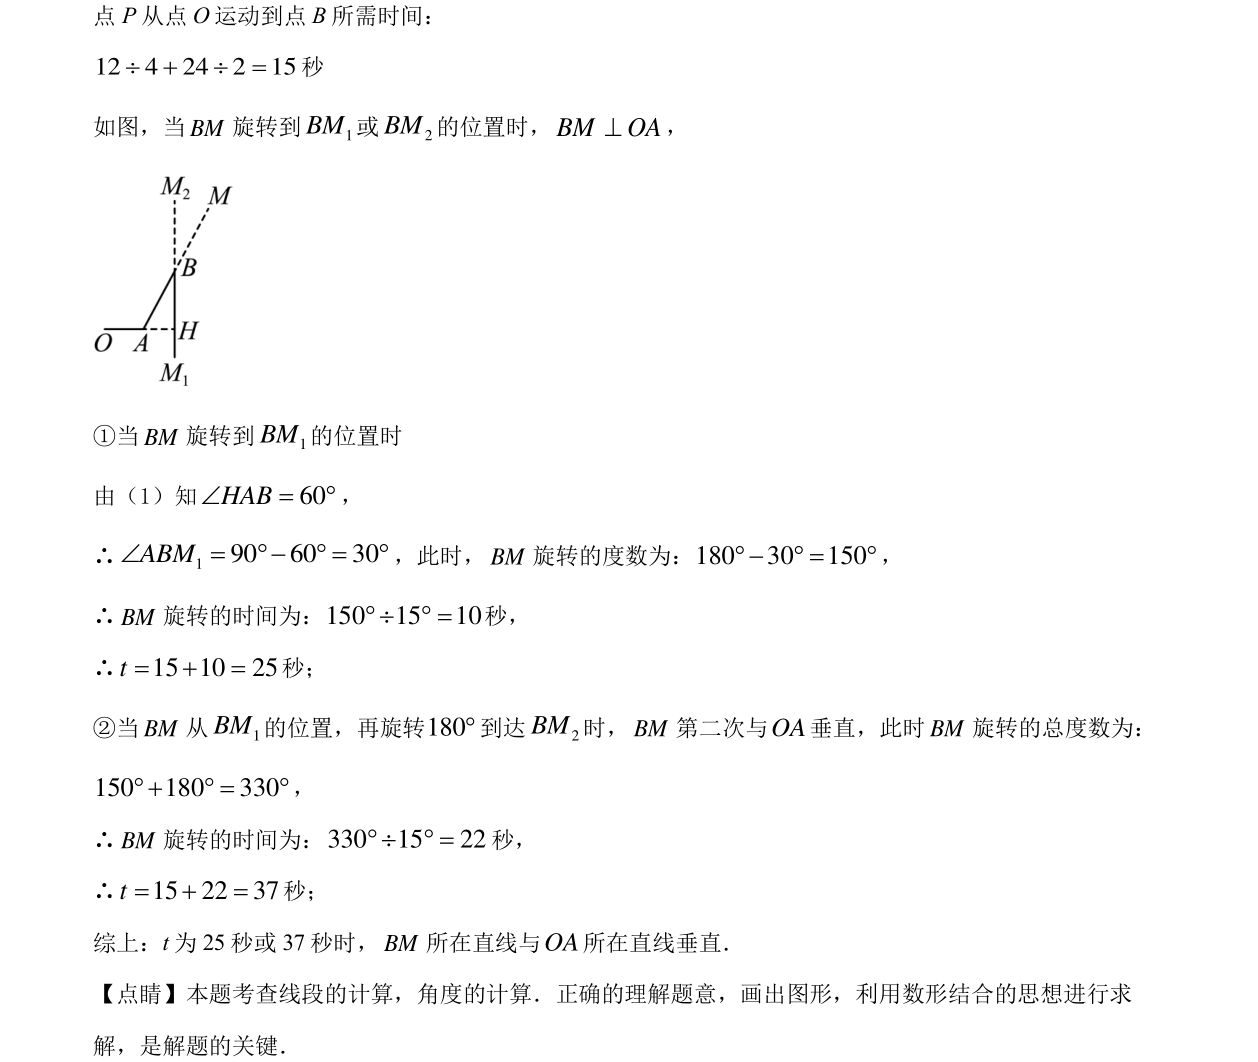 点 P 从点 O 运动到点 B 所需时间：
12÷4+24÷2=15秒
如图，当 BM 旋转到 BM₁ 或 BM₂ 的位置时， BM ⊥ OA，
M₂
M
B
O
A
H
M₁
①当 BM 旋转到 BM₁ 的位置时
由（1）知∠HAB = 60°，
∴ ∠ABM₁ = 90° − 60° = 30°，此时， BM 旋转的度数为：180° − 30° = 150°，
∴ BM 旋转的时间为：150° ÷ 15° = 10秒，
∴ t = 15 + 10 = 25秒；
②当 BM 从 BM₁ 的位置，再旋转180° 到达 BM₂ 时， BM 第二次与 OA 垂直，此时 BM 旋转的总度数为：
150° + 180° = 330°，
∴ BM 旋转的时间为： 330° ÷ 15° = 22 秒，
∴ t = 15 + 22 = 37秒；
综上：t 为 25 秒或 37 秒时， BM 所在直线与 OA 所在直线垂直．
【点睛】本题考查线段的计算，角度的计算．正确的理解题意，画出图形，利用数形结合的思想进行求
解，是解题的关键．